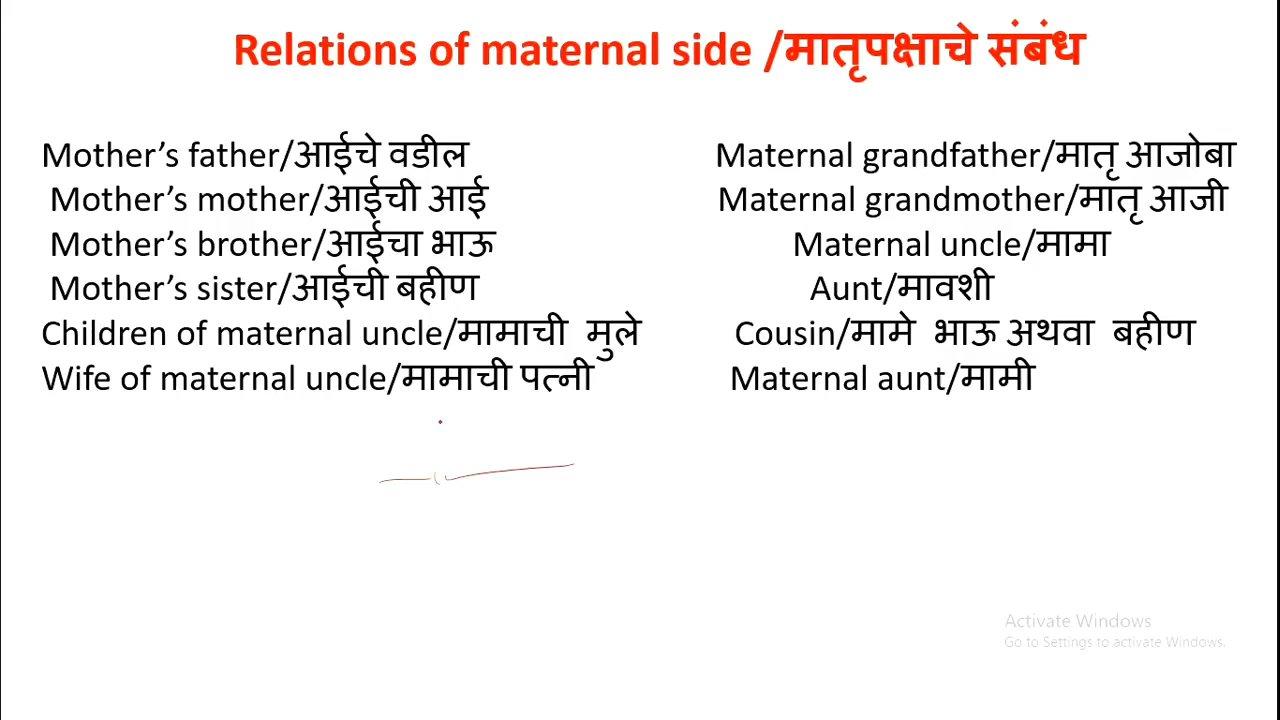 Relations of maternal side /मातृपक्षाचे संबंध
Mother’s father/आईचे वडील Maternal grandfather/मातृ आजोबा
Mother’s mother/आईची आई Maternal grandmother/मातृ आजी
Mother’s brother/आईचा भाऊ Maternal uncle/मामा
Mother’s sister/आईची बहीण Aunt/मावशी
Children of maternal uncle/मामाची मुले Cousin/मामे भाऊ अथवा बहीण
Wife of maternal uncle/मामाची पत्नी Maternal aunt/मामी
Activate Windows
Go to Settings to activate Windows.